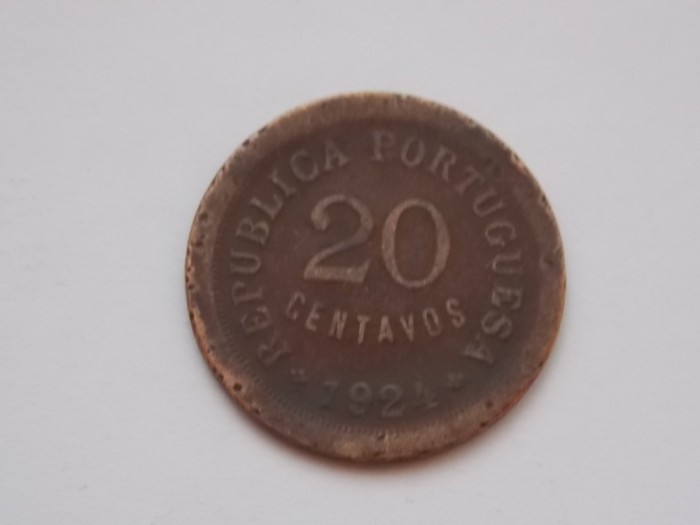 REPUBLICA PORTUGUESA
20
CENTAVOS
* 1924 *